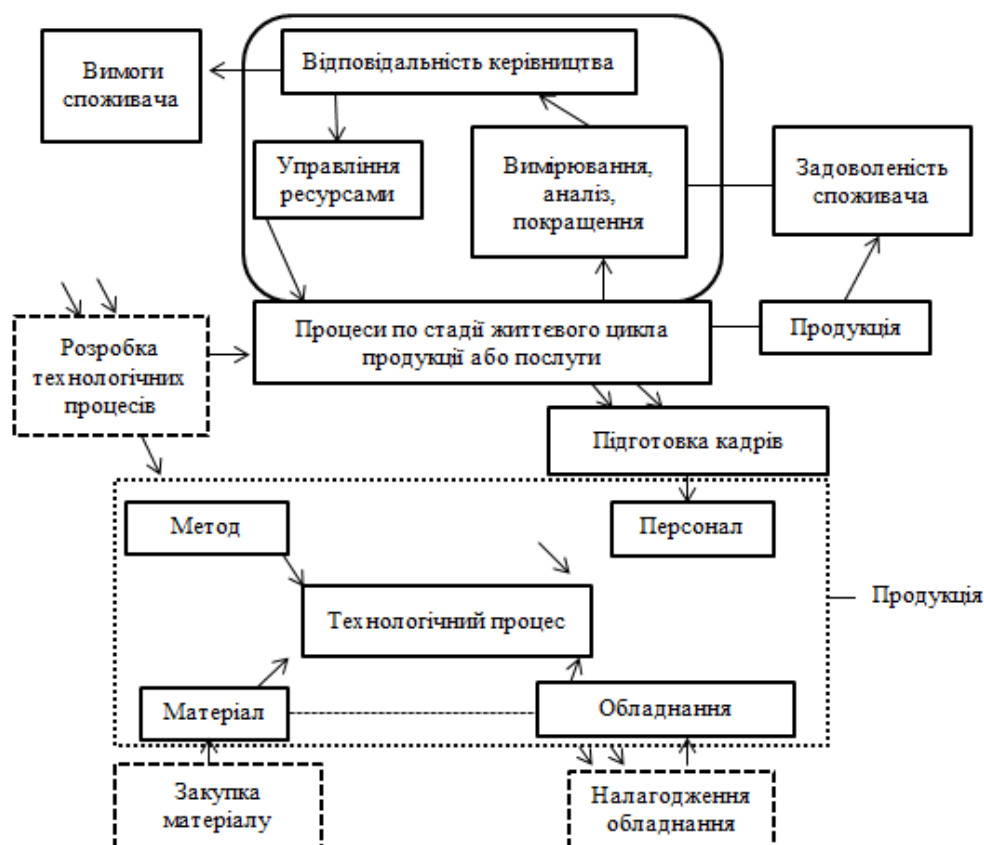 Вимоги
споживача
Відповідальність керівництва
Управління
ресурсами
Вимірювання,
аналіз,
покращення
Задоволеність
споживача
Розробка
технологічних
процесів
Процеси по стадії життєвого цикла
продукції або послуги
Продукція
Підготовка кадрів
Метод
Персонал
Технологічний процес
Продукція
Матеріал
Обладнання
Закупка
матеріалу
Налагодження
обладнання